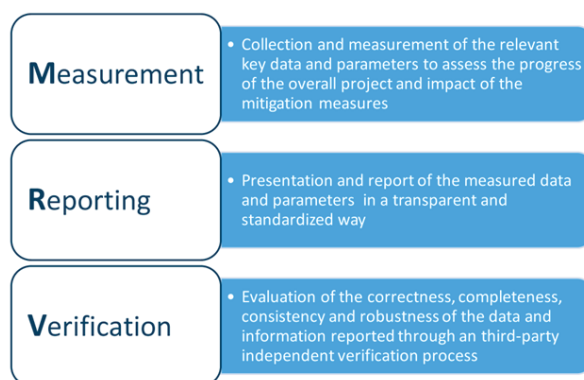 Measurement
• Collection and measurement of the relevant
key data and parameters to assess the progress
of the overall project and impact of the
mitigation measures
Reporting
• Presentation and report of the measured data
and parameters in a transparent and
standardized way
Verification
• Evaluation of the correctness, completeness,
consistency and robustness of the data and
information reported through an third-party
independent verification process